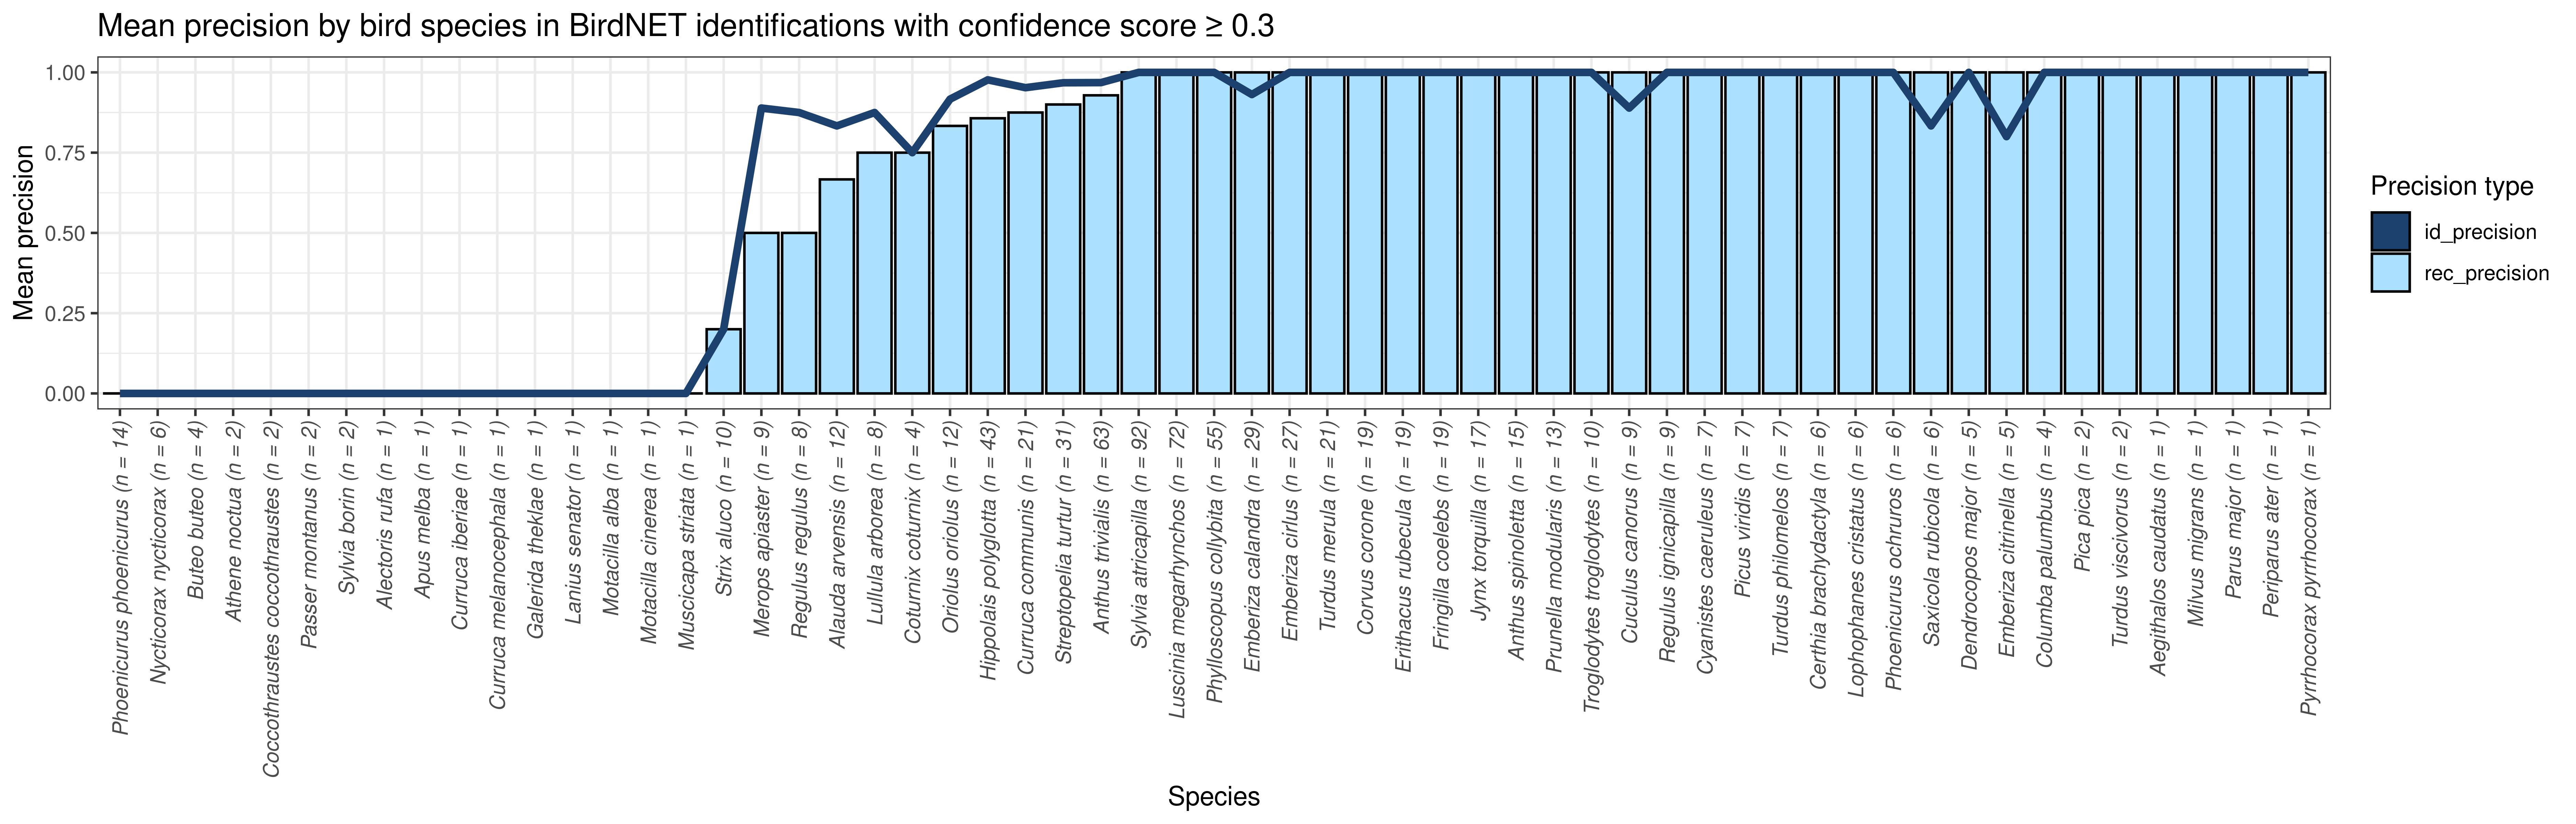 Mean precision by bird species in BirdNET identifications with confidence score ≥ 0.3
Mean precision
1.00
0.75
0.50
0.25
0.00
Phoenicurus phoenicurus (n = 14)
Nycticorax nycticorax (n = 6)
Buteo buteo (n = 4)
Athene noctua (n = 2)
Coccothraustes coccothraustes (n = 2)
Passer montanus (n = 2)
Sylvia borin (n = 2)
Alectoris rufa (n = 1)
Apus melba (n = 1)
Curruca iberiae (n = 1)
Curruca melanocephala (n = 1)
Galerida theklae (n = 1)
Lanius senator (n = 1)
Motacilla alba (n = 1)
Motacilla cinerea (n = 1)
Muscicapa striata (n = 1)
Strix aluco (n = 10)
Merops apiaster (n = 9)
Regulus regulus (n = 8)
Alauda arvensis (n = 12)
Lullula arborea (n = 8)
Coturnix coturnix (n = 4)
Oriolus oriolus (n = 12)
Hippolais polyglotta (n = 43)
Curruca communis (n = 21)
Streptopelia turtur (n = 31)
Anthus trivialis (n = 63)
Sylvia atricapilla (n = 92)
Luscinia megarhynchos (n = 72)
Phylloscopus collybita (n = 55)
Emberiza calandra (n = 29)
Emberiza cirlus (n = 27)
Turdus merula (n = 21)
Corvus corone (n = 19)
Erithacus rubecula (n = 19)
Fringilla coelebs (n = 19)
Jynx torquilla (n = 17)
Anthus spinoletta (n = 15)
Prunella modularis (n = 13)
Troglodytes troglodytes (n = 10)
Cuculus canorus (n = 9)
Regulus ignicapilla (n = 9)
Cyanistes caeruleus (n = 7)
Picus viridis (n = 7)
Turdus philomelos (n = 7)
Certhia brachydactyla (n = 6)
Lophophanes cristatus (n = 6)
Phoenicurus ochruros (n = 6)
Saxicola rubicola (n = 6)
Dendrocopos major (n = 5)
Emberiza citrinella (n = 5)
Columba palumbus (n = 4)
Pica pica (n = 2)
Turdus viscivorus (n = 2)
Aegithalos caudatus (n = 1)
Milvus migrans (n = 1)
Parus major (n = 1)
Periparus ater (n = 1)
Pyrrhocorax pyrrhocorax (n = 1)
Species
Precision type
id_precision
rec_precision